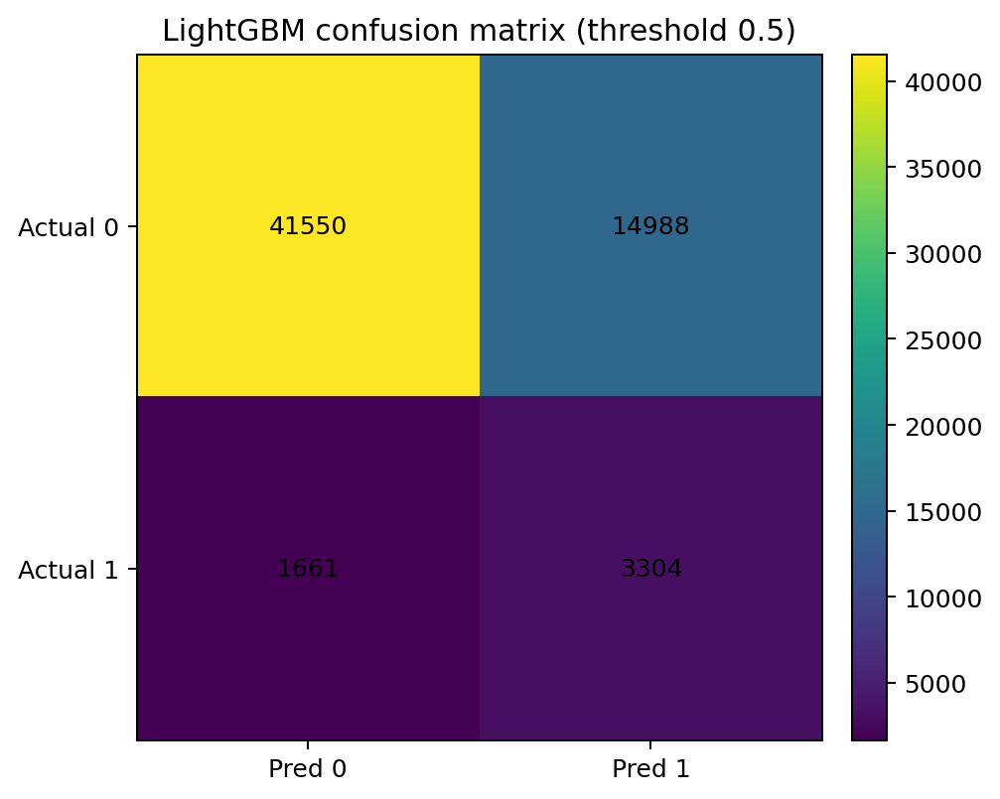 LightGBM confusion matrix (threshold 0.5)
40000
35000
30000
25000
20000
15000
10000
5000
Actual 0
41550
14988
Actual 1
1661
3304
Pred 0
Pred 1